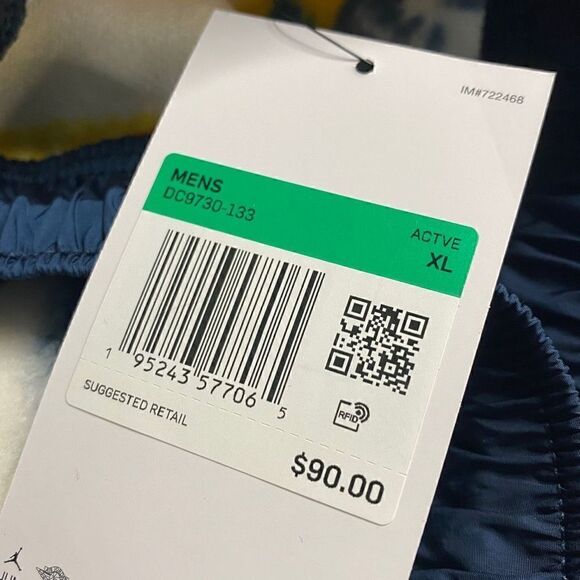 IM#722468
MENS
DC9730-133
ACTVE
XL
1 95243 57706 5
RFID
SUGGESTED RETAIL
$90.00